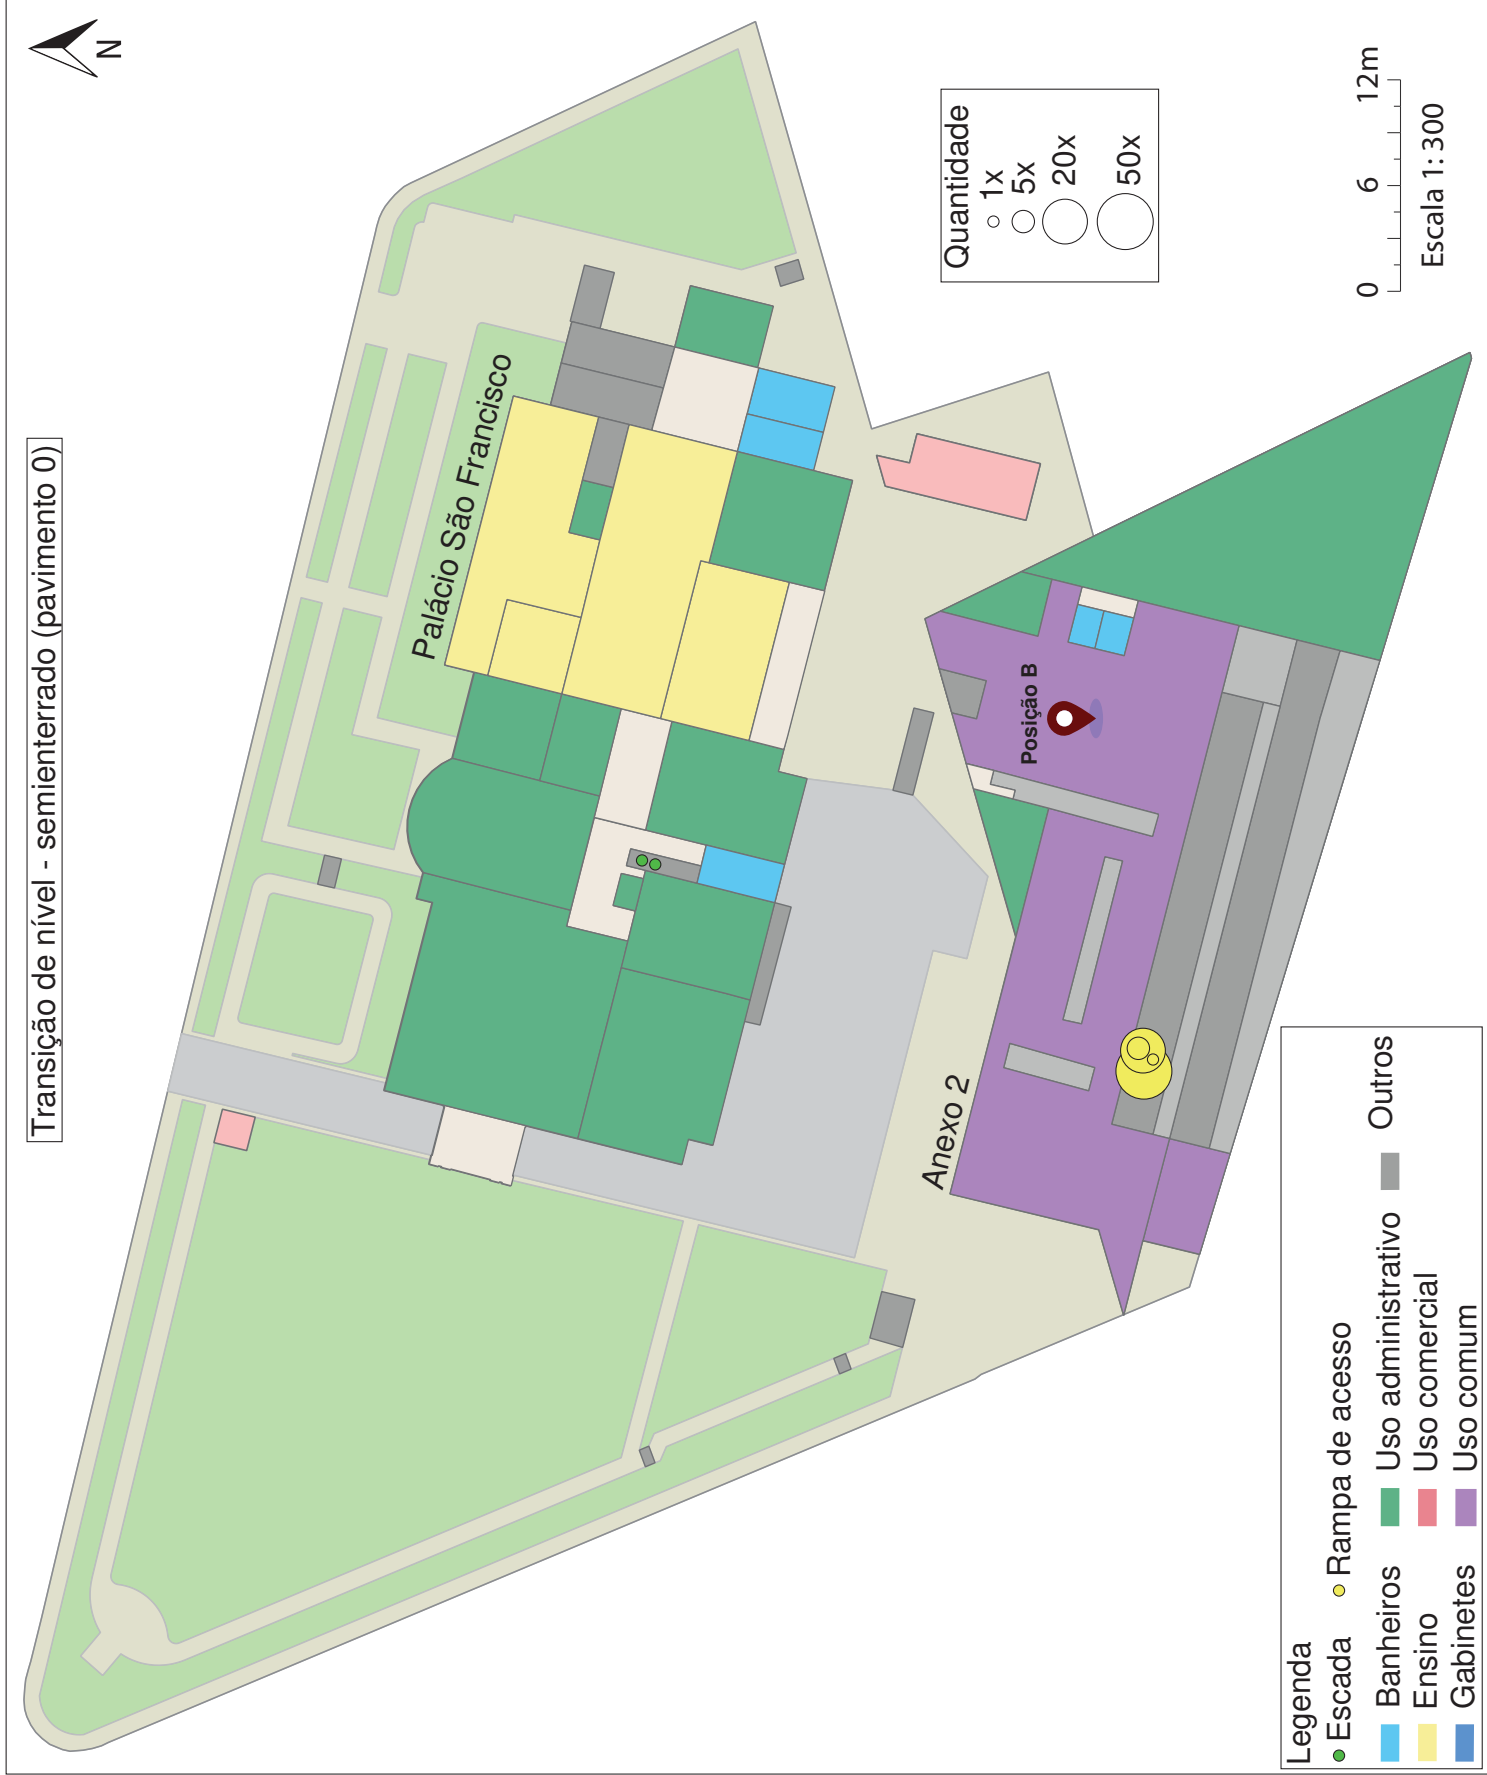 Transição de nível - semienterrado (pavimento 0)
N
Palácio São Francisco
Quantidade
1x
5x
20x
50x
0 6 12m
Escala 1: 300
Posição B
Anexo 2
Legenda
Escada Rampa de acesso
Banheiros Uso administrativo Outros
Ensino Uso comercial
Gabinetes Uso comum